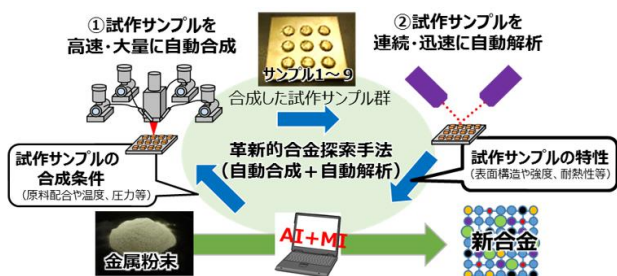 ①試作サンプルを
高速・大量に自動合成
サンプル1～9
合成した試作サンプル群
②試作サンプルを
連続・迅速に自動解析
革新的合金探索手法
（自動合成＋自動解析）
試作サンプルの
合成条件
（原料配合や温度、圧力等）
試作サンプルの特性
（表面構造や強度、耐熱性等）
金属粉末
AI+MI
新合金